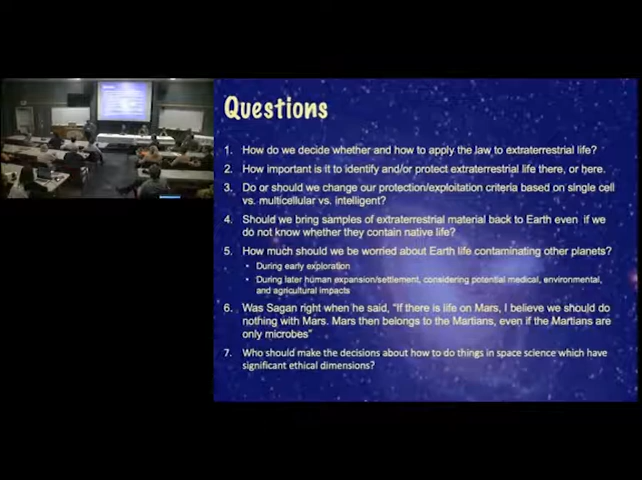 Questions
1. How do we decide whether and how to apply the law to extraterrestrial life?
2. How important is it to identify and/or protect extraterrestrial life there, or here.
3. Do or should we change our protection/exploitation criteria based on single cell
vs. multicellular vs. intelligent?
4. Should we bring samples of extraterrestrial material back to Earth even if we
do not know whether they contain native life?
5. How much should we be worried about Earth life contaminating other planets?
• During early exploration
• During later human expansion/settlement, considering potential medical, environmental,
and agricultural impacts
6. Was Sagan right when he said, "If there is life on Mars, I believe we should do
nothing with Mars. Mars then belongs to the Martians, even if the Martians are
only microbes"
7. Who should make the decisions about how to do things in space science which have
significant ethical dimensions?